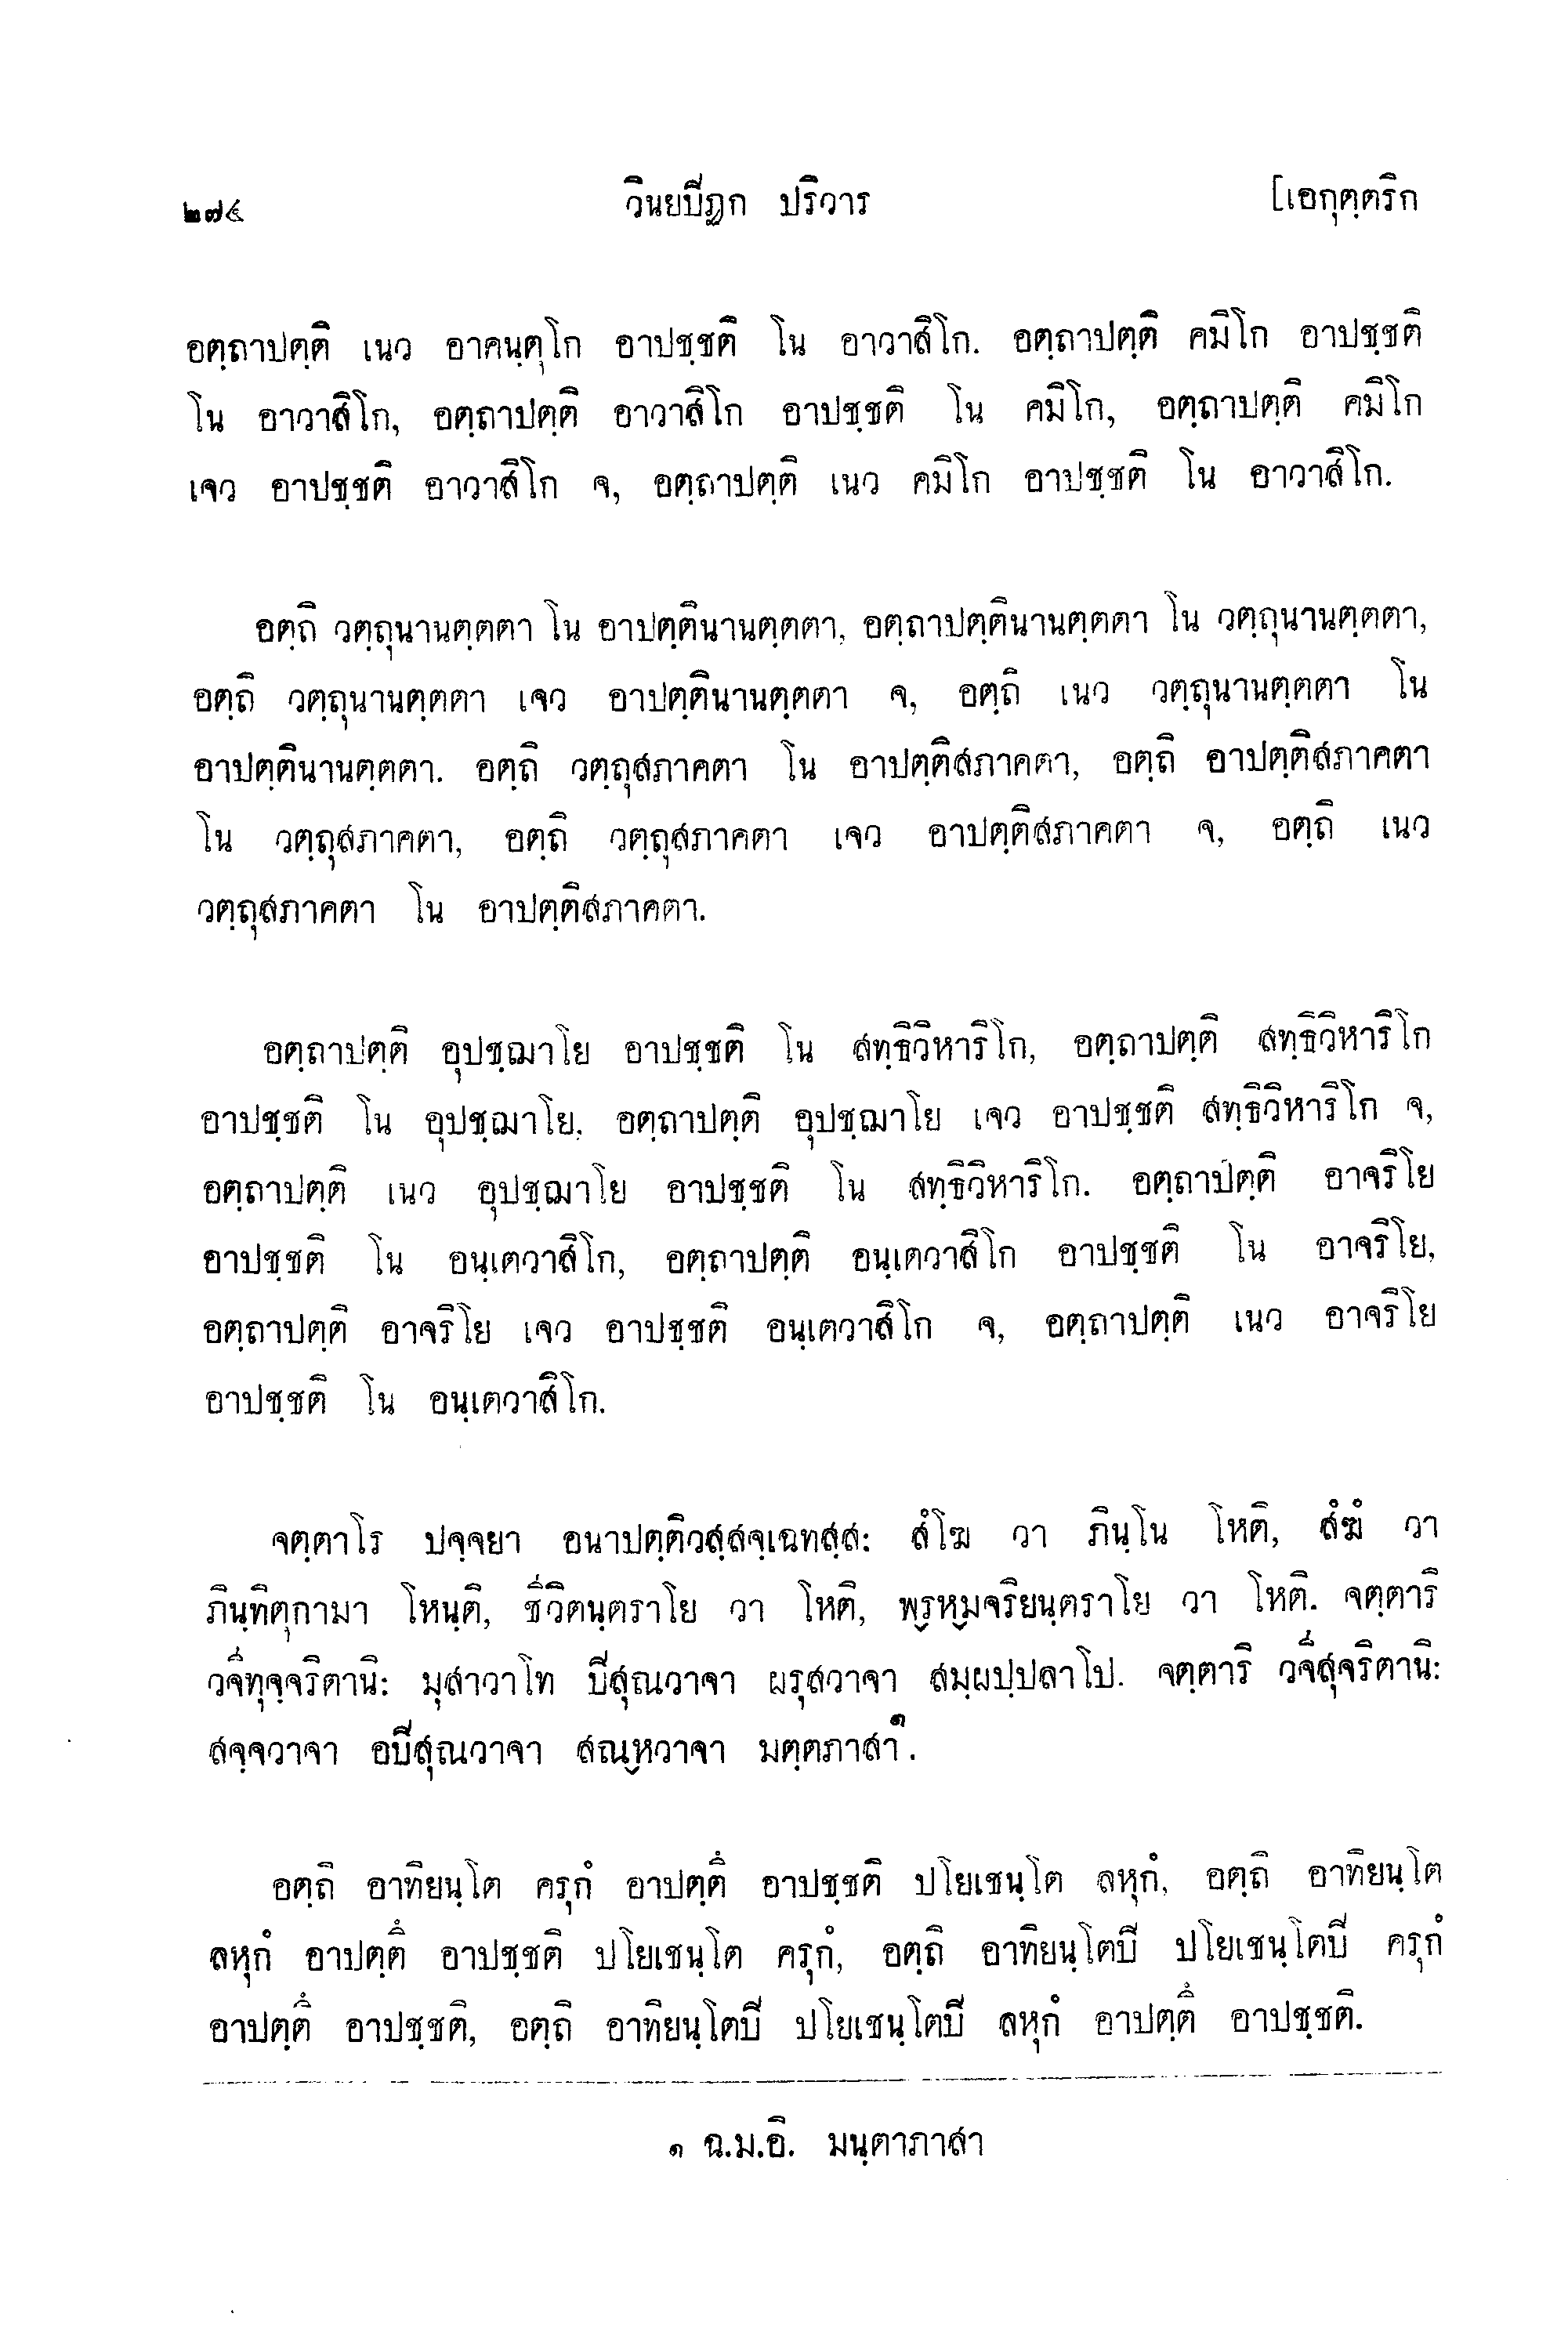 ๒๗๔ วินยปิฏก ปริวาร [เอกุตฺตริก
อตฺถาปตฺติ เนว อาคนฺตุโก อาปชฺชติ โน อาวาสิโก. อตฺถาปตฺติ คมิโก อาปชฺชติ
โน อาวาสิโก, อตฺถาปตฺติ อาวาสิโก อาปชฺชติ โน คมิโก, อตฺถาปตฺติ คมิโก
เจว อาปชฺชติ อาวาสิโก จ, อตฺถาปตฺติ เนว คมิโก อาปชฺชติ โน อาวาสิโก.
อตฺถิ วตฺถุนานตฺตตา โน อาปตฺตินานตฺตตา, อตฺถาปตฺตินานตฺตตา โน วตฺถุนานตฺตตา,
อตฺถิ วตฺถุนานตฺตตา เจว อาปตฺตินานตฺตตา จ, อตฺถิ เนว วตฺถุนานตฺตตา โน
อาปตฺตินานตฺตตา. อตฺถิ วตฺถุสภาคตา โน อาปตฺติสภาคตา, อตฺถิ อาปตฺติสภาคตา
โน วตฺถุสภาคตา, อตฺถิ วตฺถุสภาคตา เจว อาปตฺติสภาคตา จ, อตฺถิ เนว
วตฺถุสภาคตา โน อาปตฺติสภาคตา.
อตฺถาปตฺติ อุปชฺฌาโย อาปชฺชติ โน สทฺธิวิหาริโก, อตฺถาปตฺติ สทฺธิวิหาริโก
อาปชฺชติ โน อุปชฺฌาโย, อตฺถาปตฺติ อุปชฺฌาโย เจว อาปชฺชติ สทฺธิวิหาริโก จ,
อตฺถาปตฺติ เนว อุปชฺฌาโย อาปชฺชติ โน สทฺธิวิหาริโก. อตฺถาปตฺติ อาจริโย
อาปชฺชติ โน อนฺเตวาสิโก, อตฺถาปตฺติ อนฺเตวาสิโก อาปชฺชติ โน อาจริโย,
อตฺถาปตฺติ อาจริโย เจว อาปชฺชติ อนฺเตวาสิโก จ, อตฺถาปตฺติ เนว อาจริโย
อาปชฺชติ โน อนฺเตวาสิโก.
จตฺตาโร ปจฺจยา อนาปตฺติวสฺสจฺเฉทสฺส: สํโฆ วา ภินฺโน โหติ, สํฆํ วา
ภินฺทิตุกามา โหนฺติ, ชีวิตนฺตราโย วา โหติ, พฺรหฺมจริยนฺตราโย วา โหติ. จตฺตาริ
วจีทุจฺจริตานิ: มุสาวาโท ปิสุณวาจา ผรุสวาจา สมฺผปฺปลาโป. จตฺตาริ วจีสุจริตานิ:
สจฺจวาจา อปิสุณวาจา สณฺหวาจา มตฺตภาสา๑.
อตฺถิ อาทิยนฺโต ครุกํ อาปตฺตึ อาปชฺชติ ปโยเชนฺโต ลหุกํ, อตฺถิ อาทิยนฺโต
ลหุกํ อาปตฺตึ อาปชฺชติ ปโยเชนฺโต ครุกํ, อตฺถิ อาทิยนฺโตปิ ปโยเชนฺโตปิ ครุกํ
อาปตฺตึ อาปชฺชติ, อตฺถิ อาทิยนฺโตปิ ปโยเชนฺโตปิ ลหุกํ อาปตฺตึ อาปชฺชติ.
๑ ฉ.ม.อิ. มนฺตาภาสา